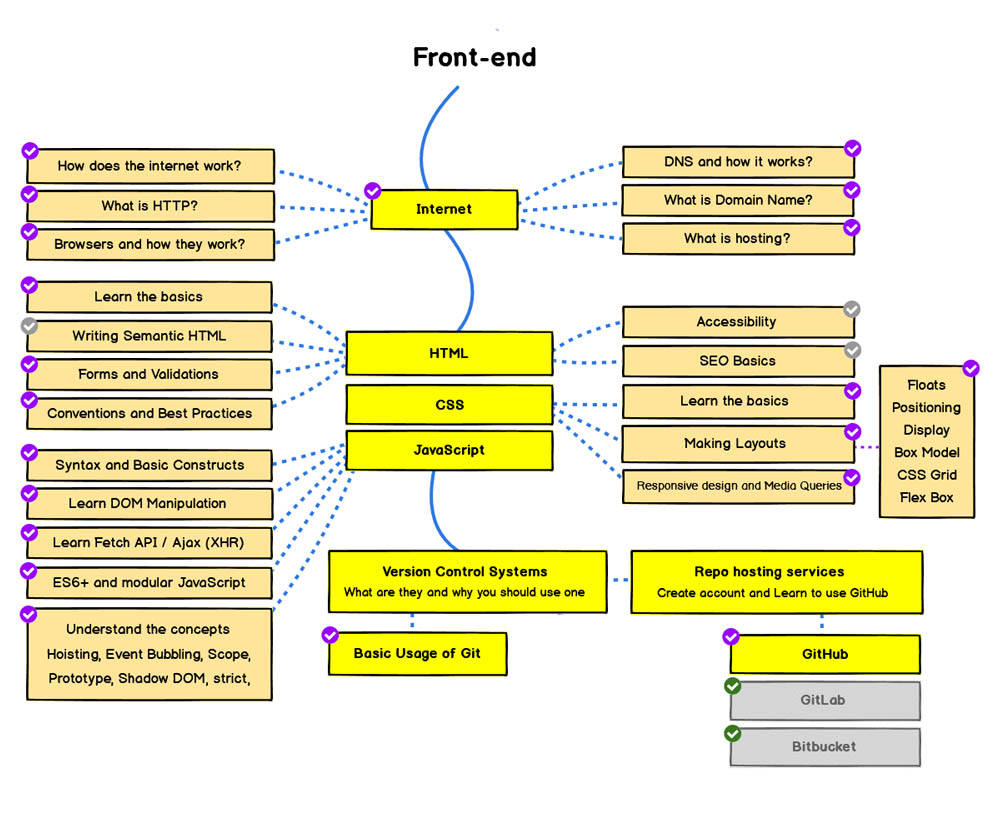 Front-end
How does the internet work?
What is HTTP?
Browsers and how they work?
Internet
DNS and how it works?
What is Domain Name?
What is hosting?
Learn the basics
Writing Semantic HTML
Forms and Validations
Conventions and Best Practices
HTML
Accessibility
SEO Basics
CSS
Learn the basics
Making Layouts
Responsive design and Media Queries
Floats
Positioning
Display
Box Model
CSS Grid
Flex Box
JavaScript
Syntax and Basic Constructs
Learn DOM Manipulation
Learn Fetch API / Ajax (XHR)
ES6+ and modular JavaScript
Understand the concepts
Hoisting, Event Bubbling, Scope,
Prototype, Shadow DOM, strict,
Version Control Systems
What are they and why you should use one
Basic Usage of Git
Repo hosting services
Create account and Learn to use GitHub
GitHub
GitLab
Bitbucket